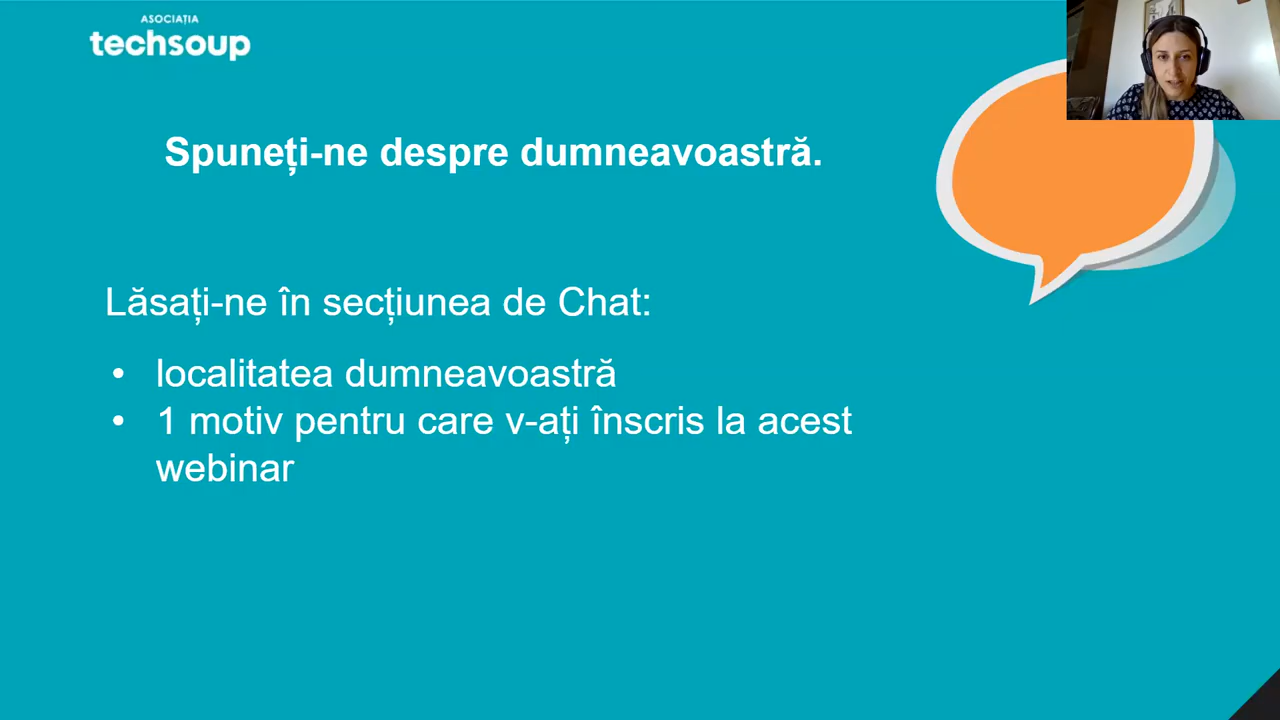 ASOCIAȚIA
techsoup
Spuneți-ne despre dumneavoastră.
Lăsați-ne în secțiunea de Chat:
• localitatea dumneavoastră
• 1 motiv pentru care v-ați înscris la acest
webinar